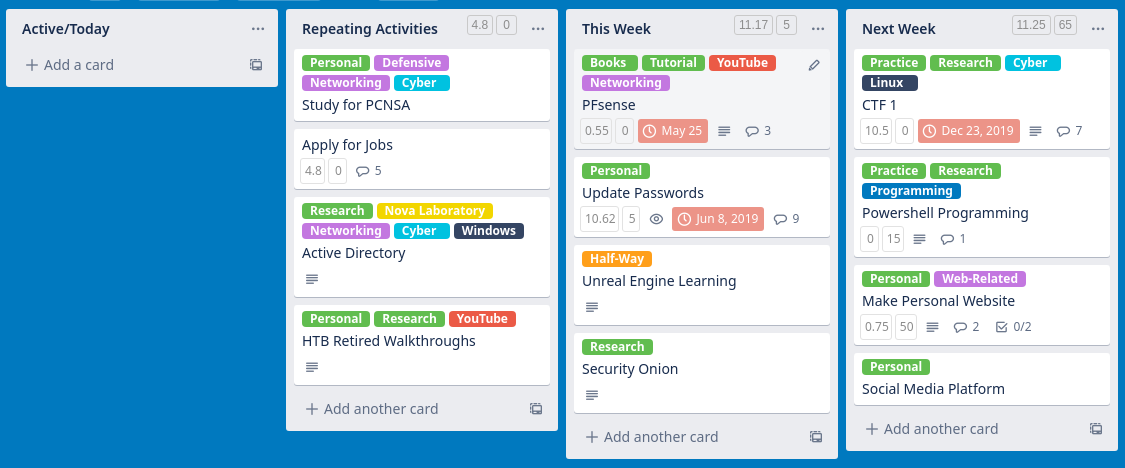 Active/Today
Add a card
Repeating Activities 4.8 0
Personal Defensive
Networking Cyber
Study for PCNSA
Apply for Jobs
4.8 0 5
Research Nova Laboratory
Networking Cyber Windows
Active Directory
Personal Research YouTube
HTB Retired Walkthroughs
Add another card
This Week 11.17 5
Books Tutorial YouTube
Networking
PFsense
0.55 0 May 25 3
Personal
Update Passwords
10.62 5 Jun 8, 2019 9
Half-Way
Unreal Engine Learning
Research
Security Onion
Add another card
Next Week 11.25 65
Practice Research Cyber
Linux
CTF 1
10.5 0 Dec 23, 2019 7
Practice Research
Programming
Powershell Programming
0 15 1
Personal Web-Related
Make Personal Website
0.75 50 2 0/2
Personal
Social Media Platform
Add another card